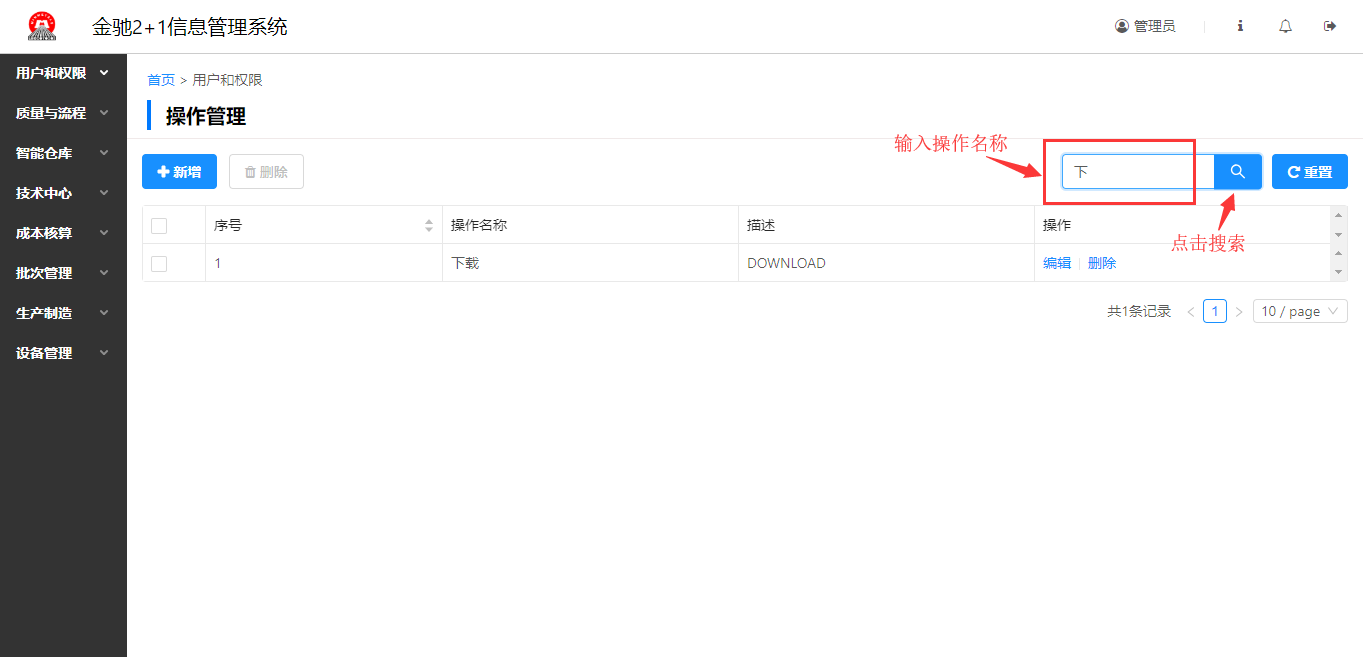 金驰2+1信息管理系统
管理员
用户和权限
质量与流程
智能仓库
技术中心
成本核算
批次管理
生产制造
设备管理
首页 > 用户和权限
操作管理
输入操作名称
新增
删除
下
重置
点击搜索
序号 操作名称 描述 操作
1 下载 DOWNLOAD 编辑 删除
共1条记录 < 1 > 10 / page